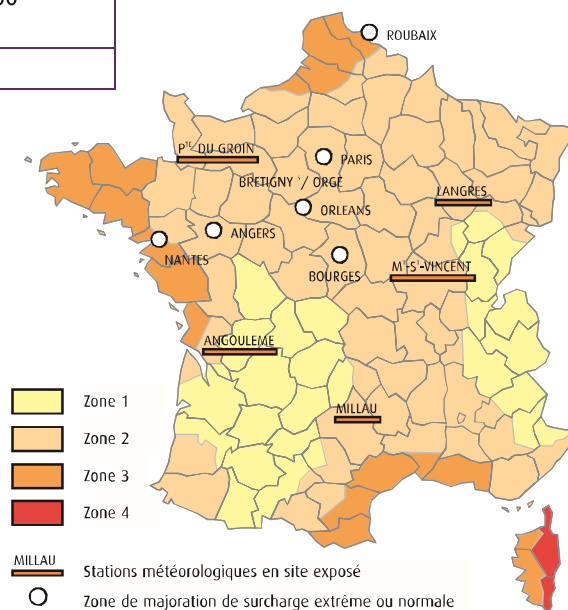 ROUBAIX
PTE DU GROIN
PARIS
BRETIGNY S/ ORGE
LANGRES
ORLEANS
ANGERS
NANTES
BOURGES
MT-ST-VINCENT
ANGOULEME
MILLAU
Zone 1
Zone 2
Zone 3
Zone 4
MILLAU
Stations météorologiques en site exposé
Zone de majoration de surcharge extrême ou normale